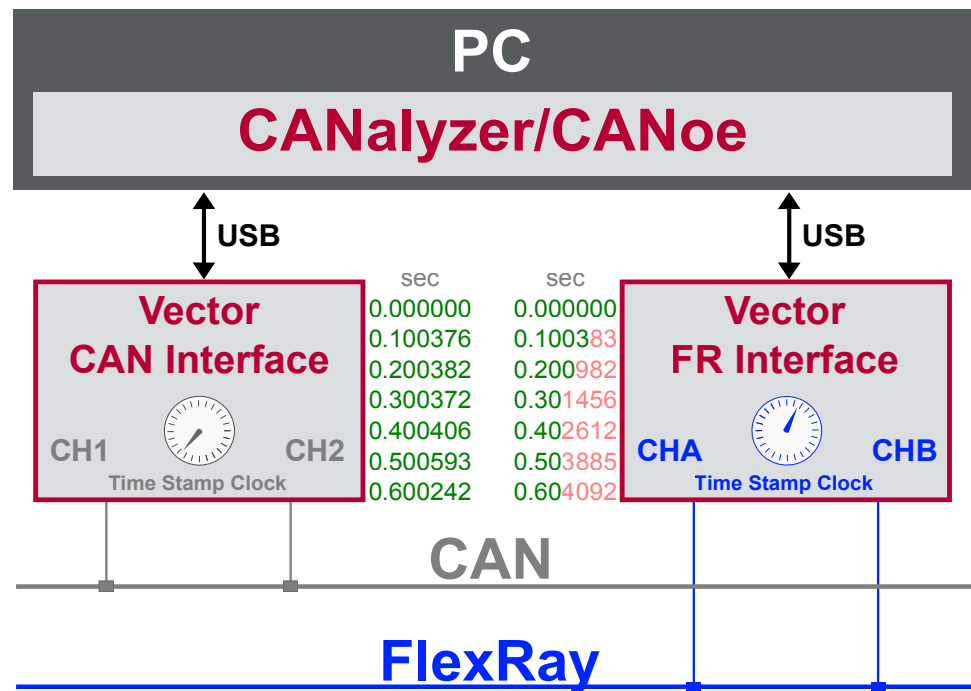 PC
CANalyzer/CANoe
USB
USB
Vector
CAN Interface
CH1
CH2
Time Stamp Clock
sec
0.000000
0.100376
0.200382
0.300372
0.400406
0.500593
0.600242
sec
0.000000
0.100383
0.200982
0.301456
0.402612
0.503885
0.604092
Vector
FR Interface
CHA
CHB
Time Stamp Clock
CAN
FlexRay